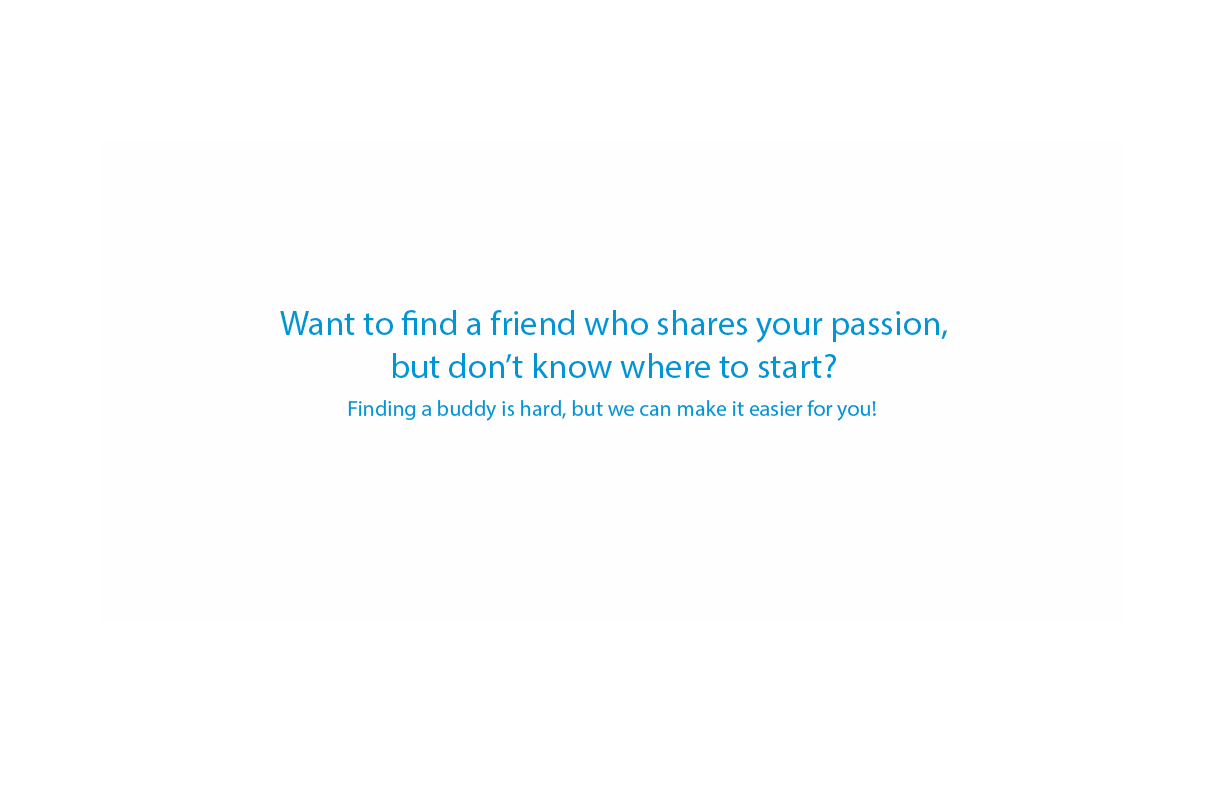 Want to find a friend who shares your passion,
but don’t know where to start?
Finding a buddy is hard, but we can make it easier for you!